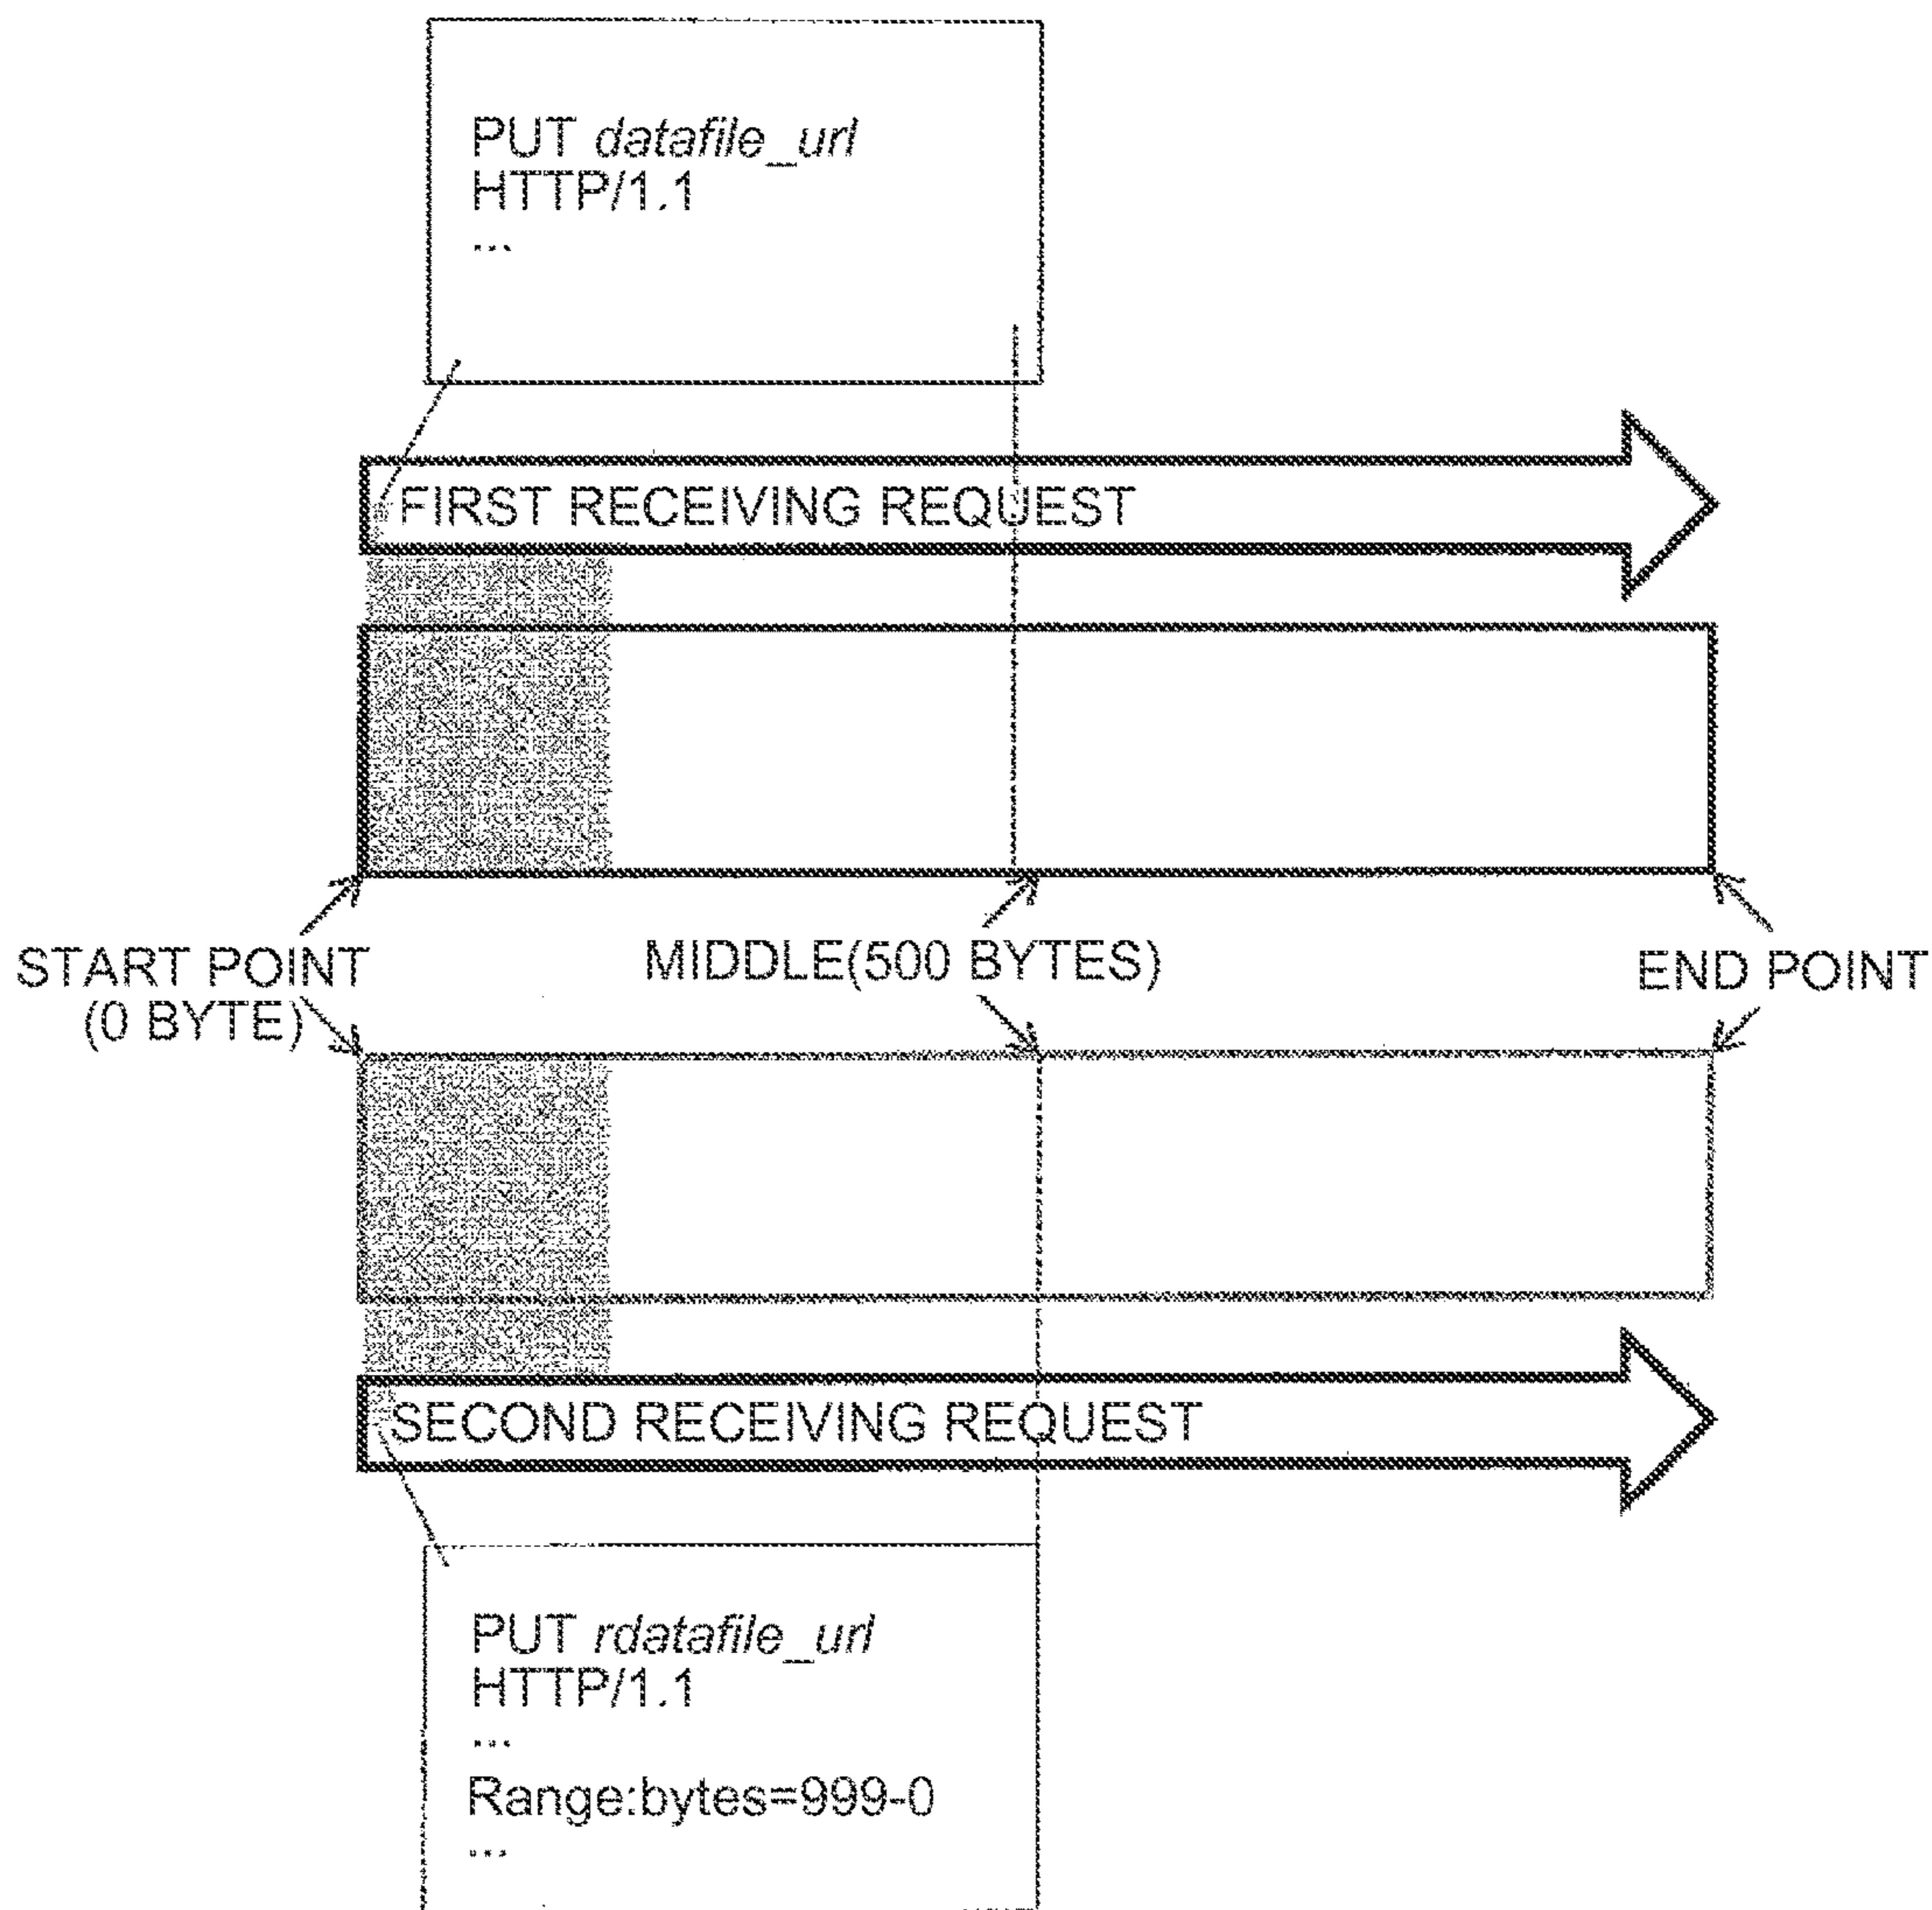 PUT datafile_url
HTTP/1.1
...
FIRST RECEIVING REQUEST
START POINT
(0 BYTE)
MIDDLE(500 BYTES)
END POINT
SECOND RECEIVING REQUEST
PUT rdatafile_url
HTTP/1.1
...
Range:bytes=999-0
...